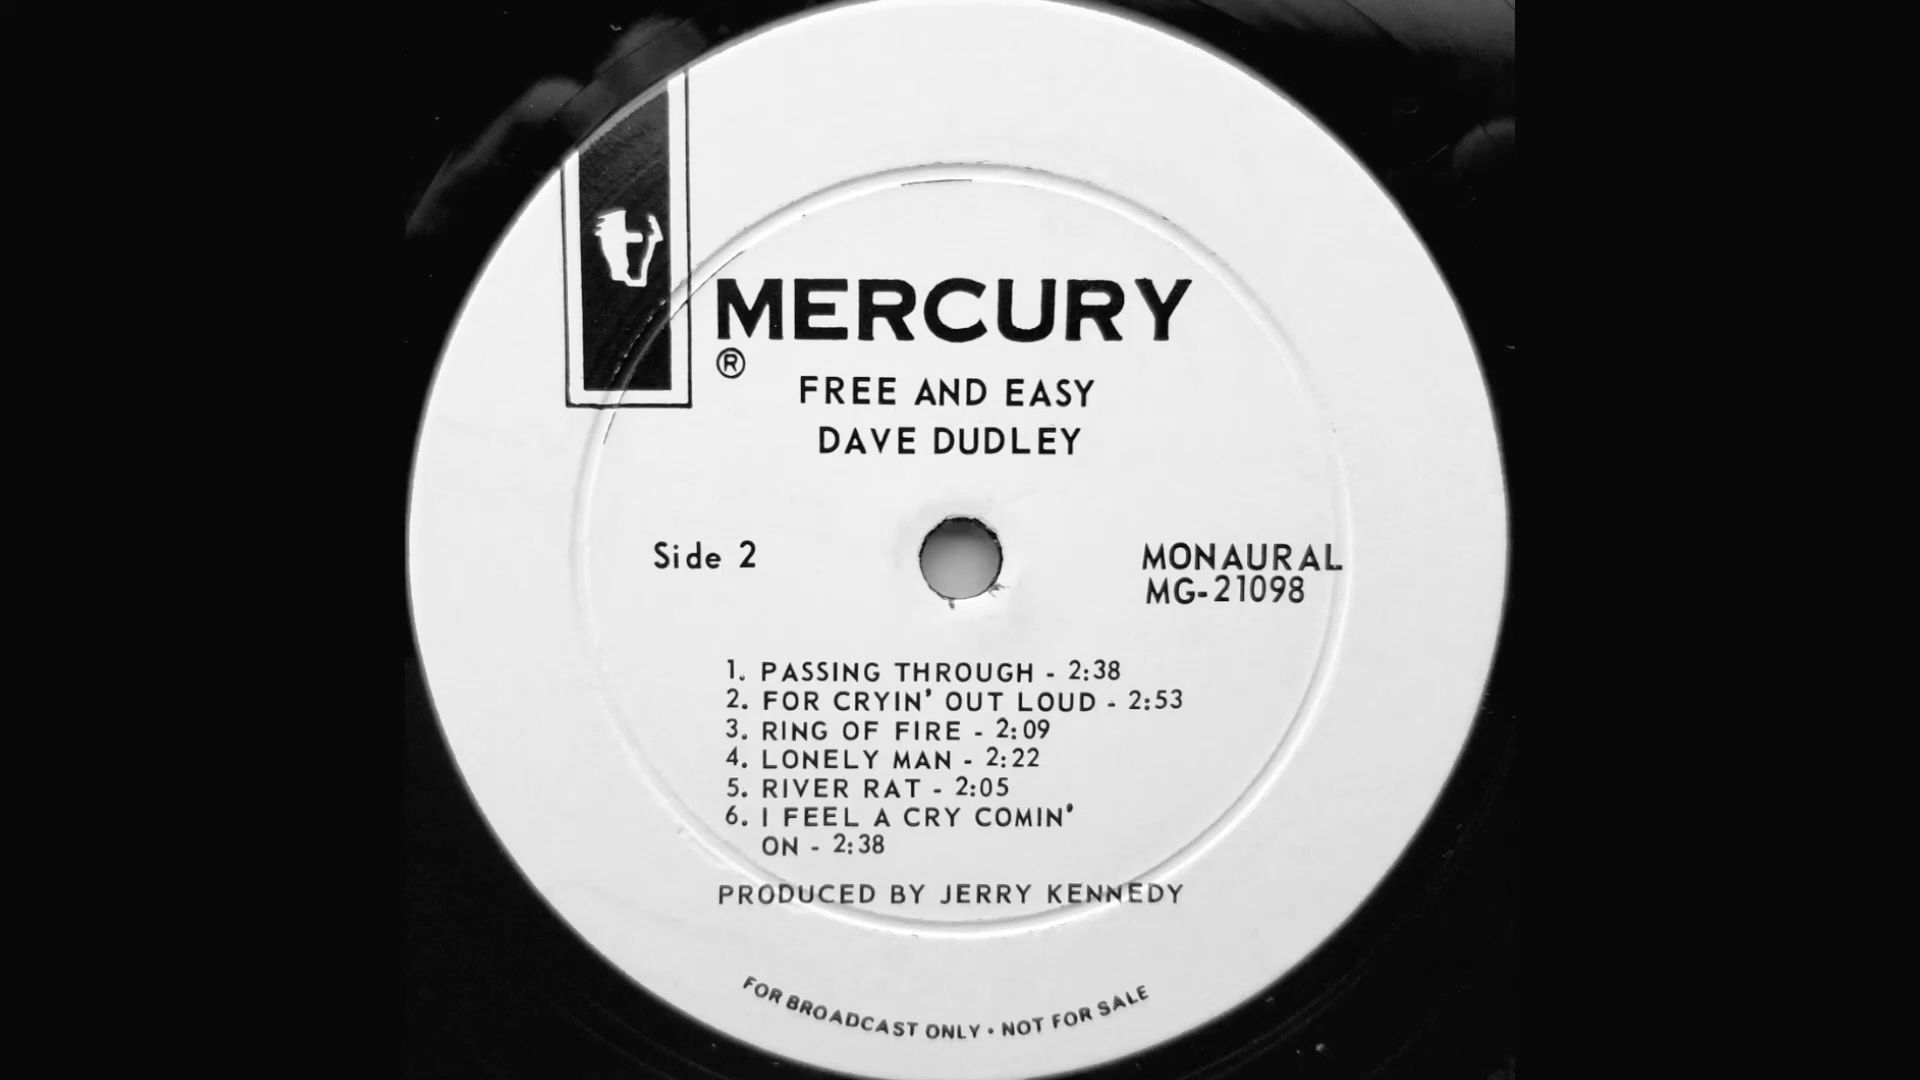 MERCURY
®
FREE AND EASY
DAVE DUDLEY
Side 2
MONAURAL
MG-21098
1. PASSING THROUGH - 2:38
2. FOR CRYIN' OUT LOUD - 2:53
3. RING OF FIRE - 2:09
4. LONELY MAN - 2:22
5. RIVER RAT - 2:05
6. I FEEL A CRY COMIN'
ON - 2:38
PRODUCED BY JERRY KENNEDY
FOR BROADCAST ONLY • NOT FOR SALE